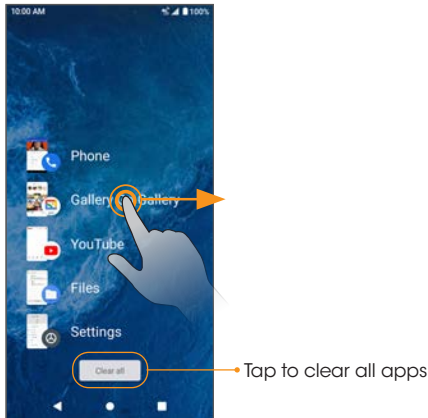 10:00 AM 100%
Phone
Gallery Gallery
YouTube
Files
Settings
Clear all
Tap to clear all apps